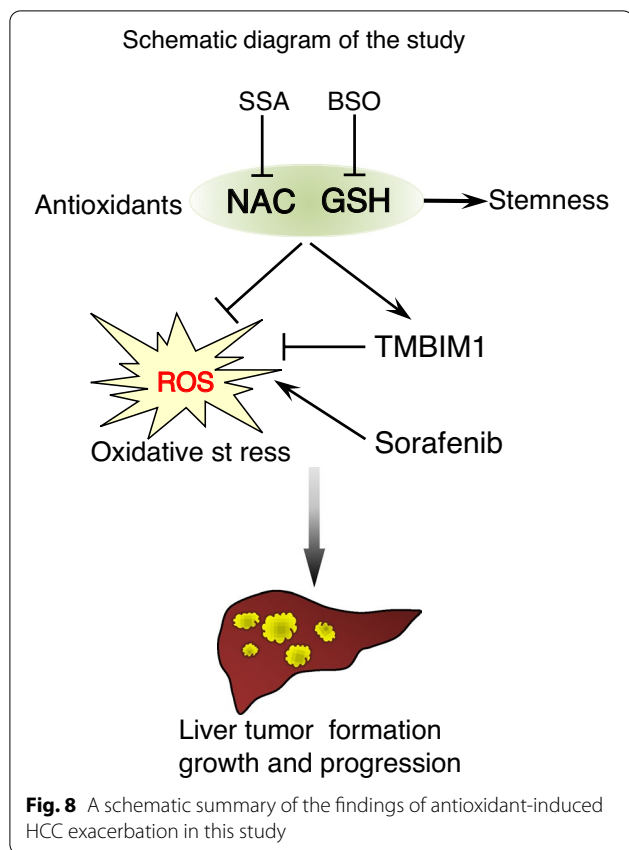 Schematic diagram of the study
SSA BSO
Antioxidants NAC GSH Stemness
TMBIM1
ROS
Sorafenib
Oxidative st ress
Liver tumor formation
growth and progression
Fig. 8 A schematic summary of the findings of antioxidant-induced
HCC exacerbation in this study